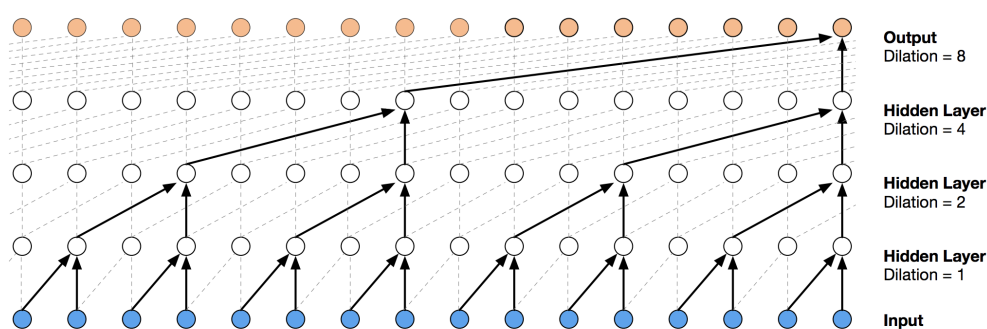 Output
Dilation = 8
Hidden Layer
Dilation = 4
Hidden Layer
Dilation = 2
Hidden Layer
Dilation = 1
Input